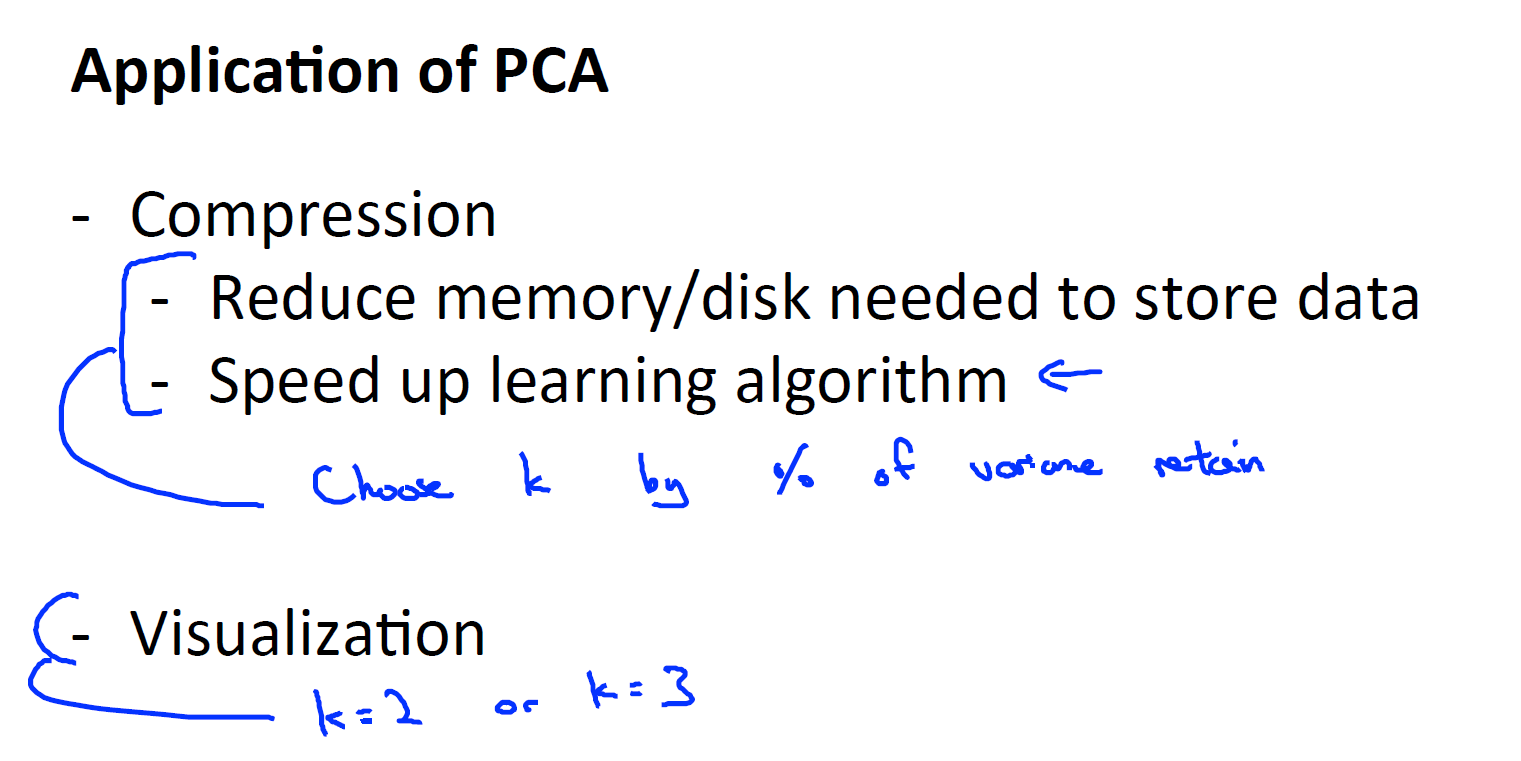 Application of PCA
- Compression
- Reduce memory/disk needed to store data
- Speed up learning algorithm ←
Choose k by % of variance retain
- Visualization
k=2 or k=3